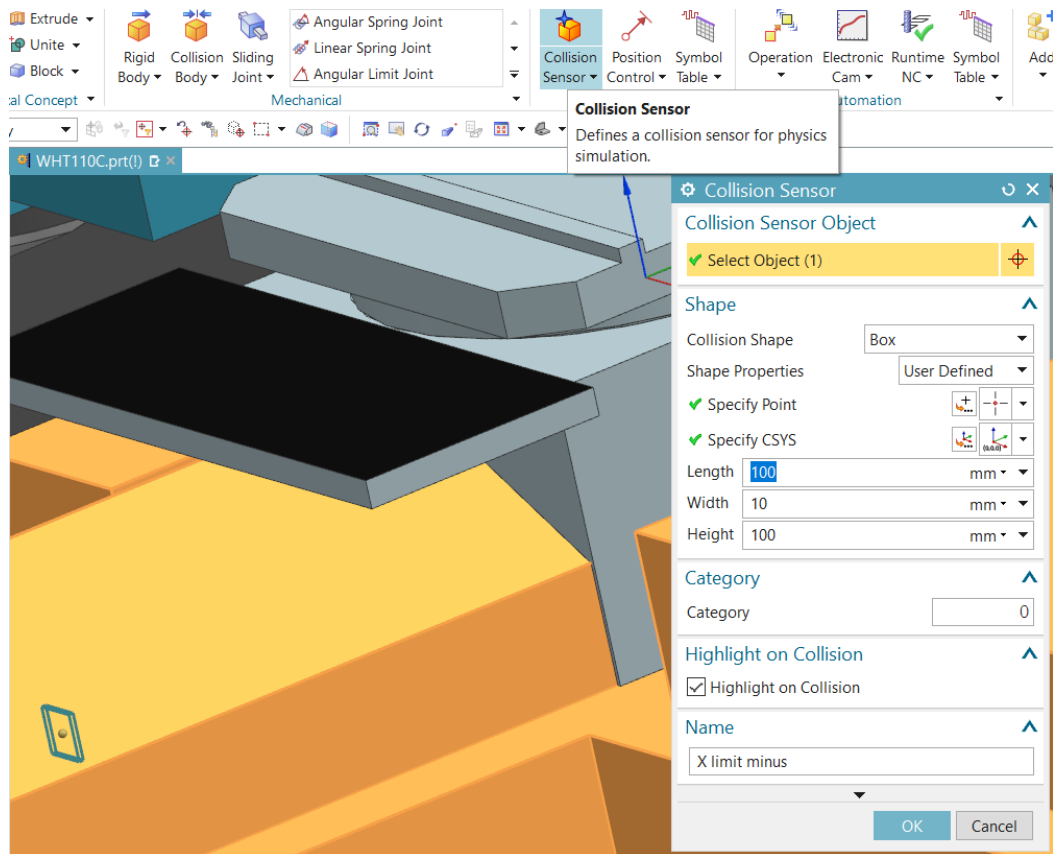 Extrude
Unite
Block
al Concept
Rigid Body
Collision Body
Sliding Joint
Angular Spring Joint
Linear Spring Joint
Angular Limit Joint
Mechanical
Collision Sensor
Position Control
Symbol Table
Operation
Electronic Cam
Runtime NC
Symbol Table
Add
utomation
y
Collision Sensor
Defines a collision sensor for physics
simulation.
WHT110C.prt(!)
Collision Sensor
Collision Sensor Object
Select Object (1)
Shape
Collision Shape Box
Shape Properties User Defined
Specify Point
Specify CSYS
(0,0,0)
Length 100 mm
Width 10 mm
Height 100 mm
Category
Category 0
Highlight on Collision
Highlight on Collision
Name
X limit minus
OK Cancel